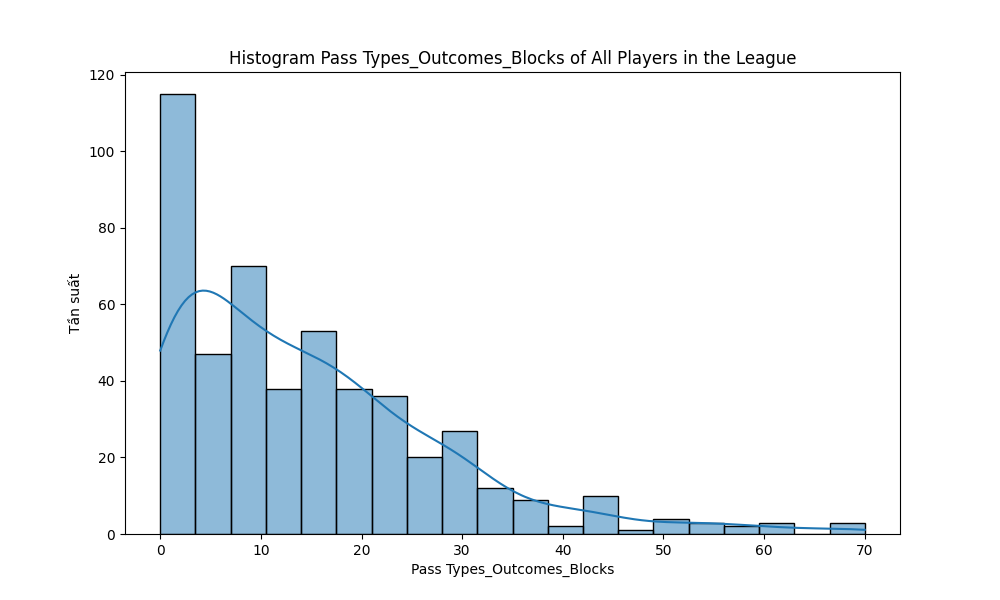 Histogram Pass Types_Outcomes_Blocks of All Players in the League
120
100
80
60
40
20
0
Tần suất
0 10 20 30 40 50 60 70
Pass Types_Outcomes_Blocks